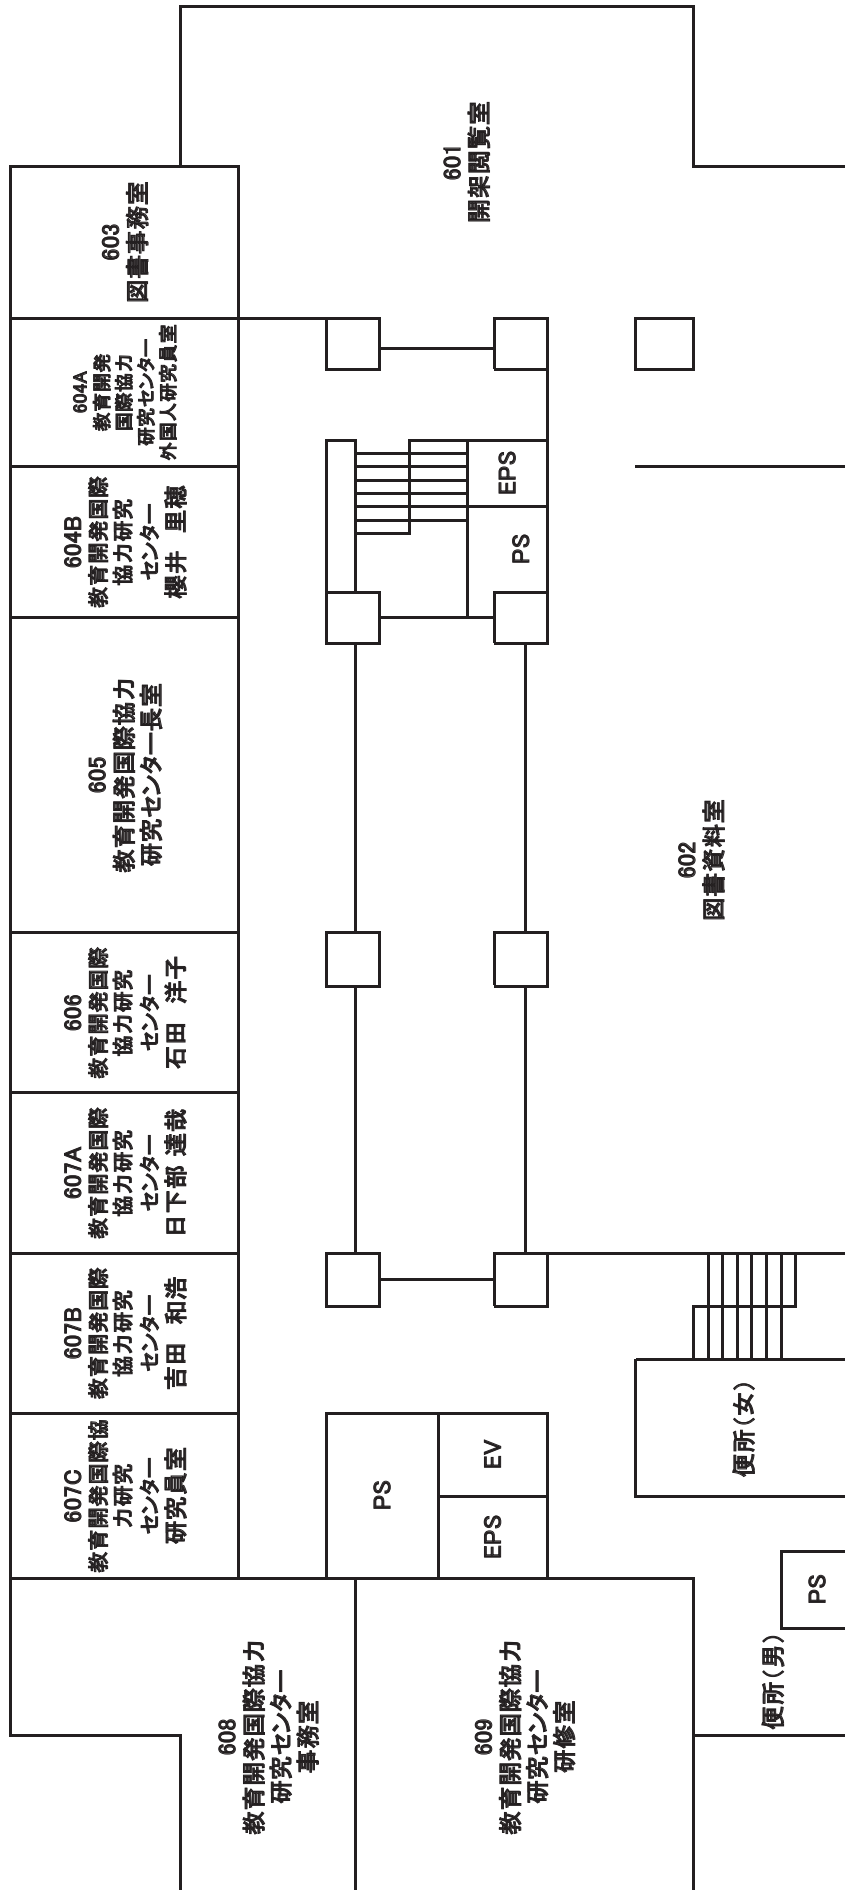 601
開架閲覧室
603
図書事務室
604A
教育開発
国際協力
研究センター
外国人研究員室
604B
教育開発国際
協力研究
センター
櫻井 里穂
EPS
PS
605
教育開発国際協力
研究センター長室
602
図書資料室
606
教育開発国際
協力研究
センター
石田 洋子
607A
教育開発国際
協力研究
センター
日下部 達哉
607B
教育開発国際
協力研究
センター
吉田 和浩
607C
教育開発国際協
力研究
センター
研究員室
PS
EV
EPS
便所(女)
PS
便所(男)
608
教育開発国際協力
研究センター
事務室
609
教育開発国際協力
研究センター
研修室